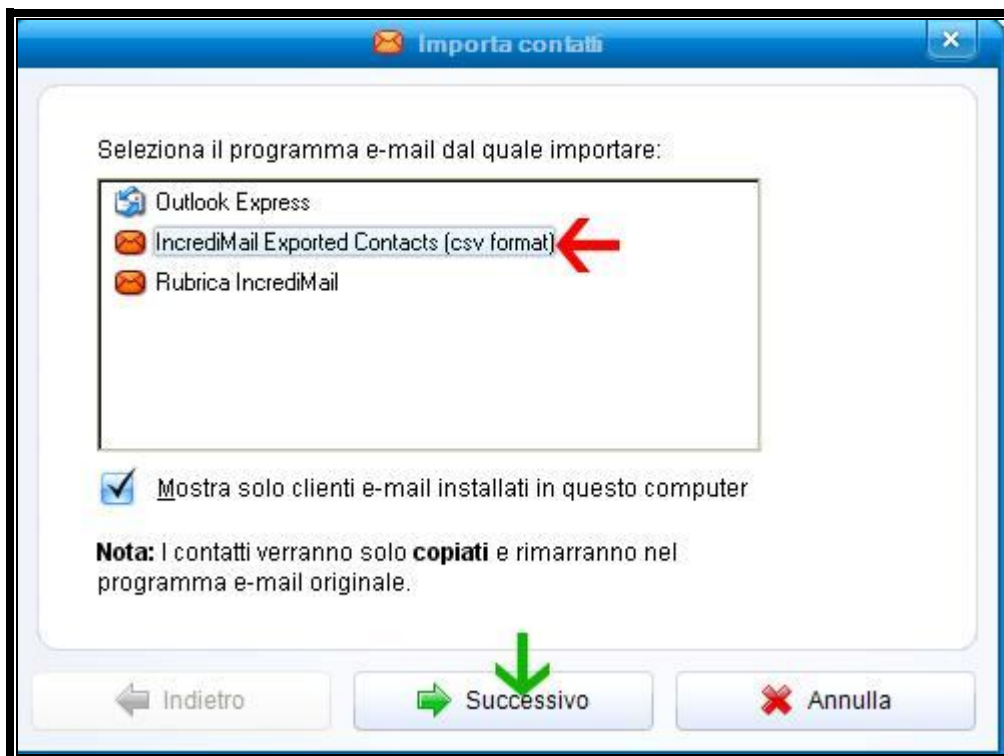 Importa contatti
Seleziona il programma e-mail dal quale importare:
Outlook Express
IncrediMail Exported Contacts (csv format)
Rubrica IncrediMail
Mostra solo clienti e-mail installati in questo computer
Nota: I contatti verranno solo copiati e rimarranno nel
programma e-mail originale.
Indietro
Successivo
Annulla